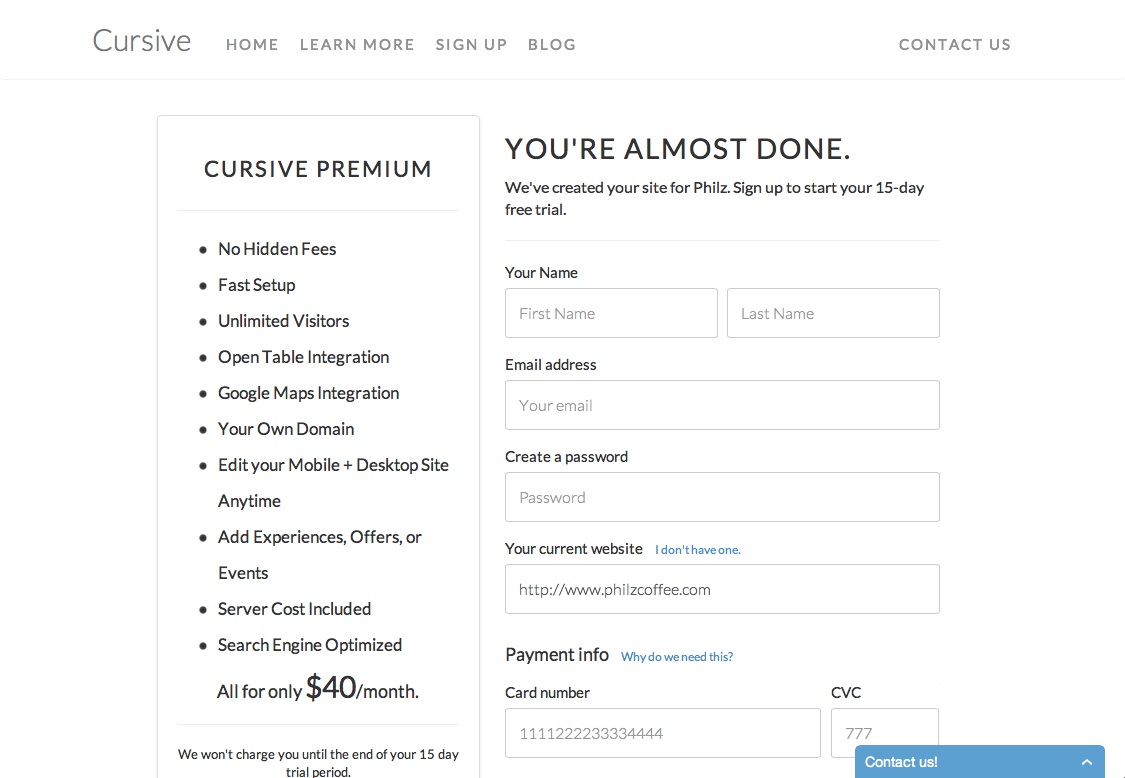 Cursive HOME LEARN MORE SIGN UP BLOG CONTACT US
CURSIVE PREMIUM
No Hidden Fees
Fast Setup
Unlimited Visitors
Open Table Integration
Google Maps Integration
Your Own Domain
Edit your Mobile + Desktop Site
Anytime
Add Experiences, Offers, or
Events
Server Cost Included
Search Engine Optimized
All for only $40/month.
We won't charge you until the end of your 15 day
trial period.
YOU'RE ALMOST DONE.
We've created your site for Philz. Sign up to start your 15-day
free trial.
Your Name
First Name Last Name
Email address
Your email
Create a password
Password
Your current website I don't have one.
http://www.philzcoffee.com
Payment info Why do we need this?
Card number CVC
1111222233334444 777
Contact us!